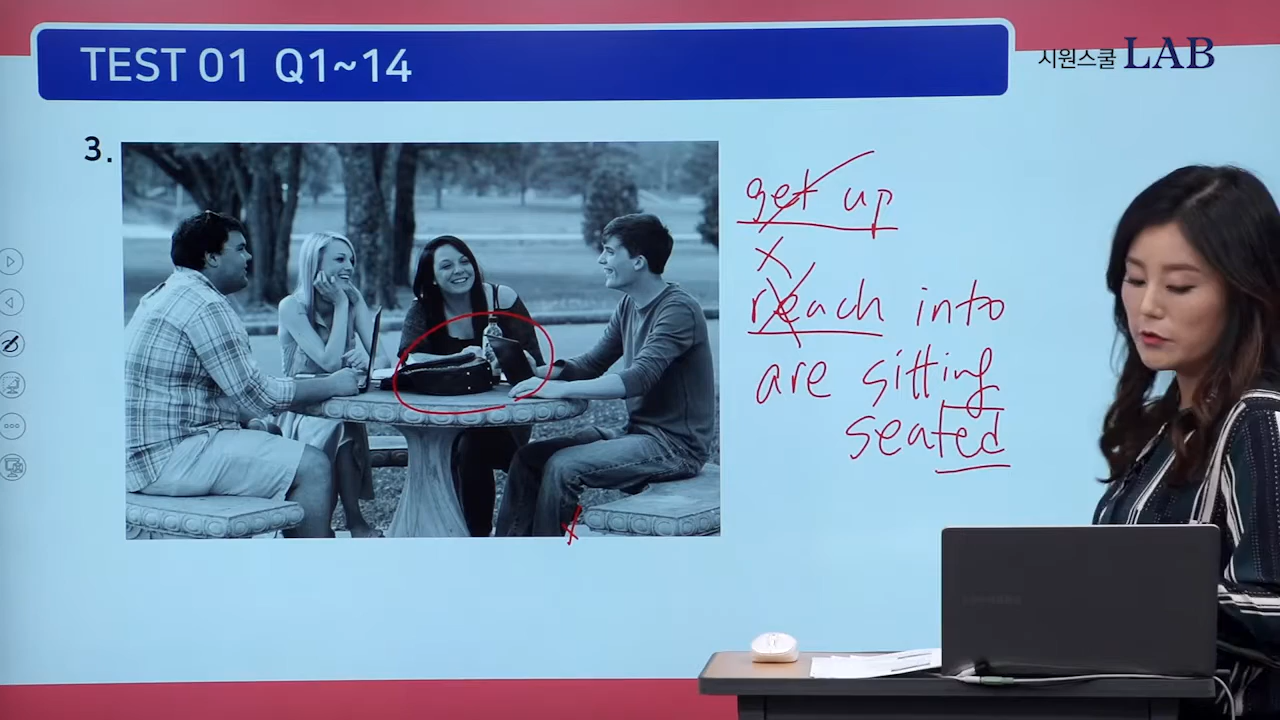 TEST 01 Q1~14
시원스쿨 LAB
3.
get up
x
reach into
are sitting
seated
x